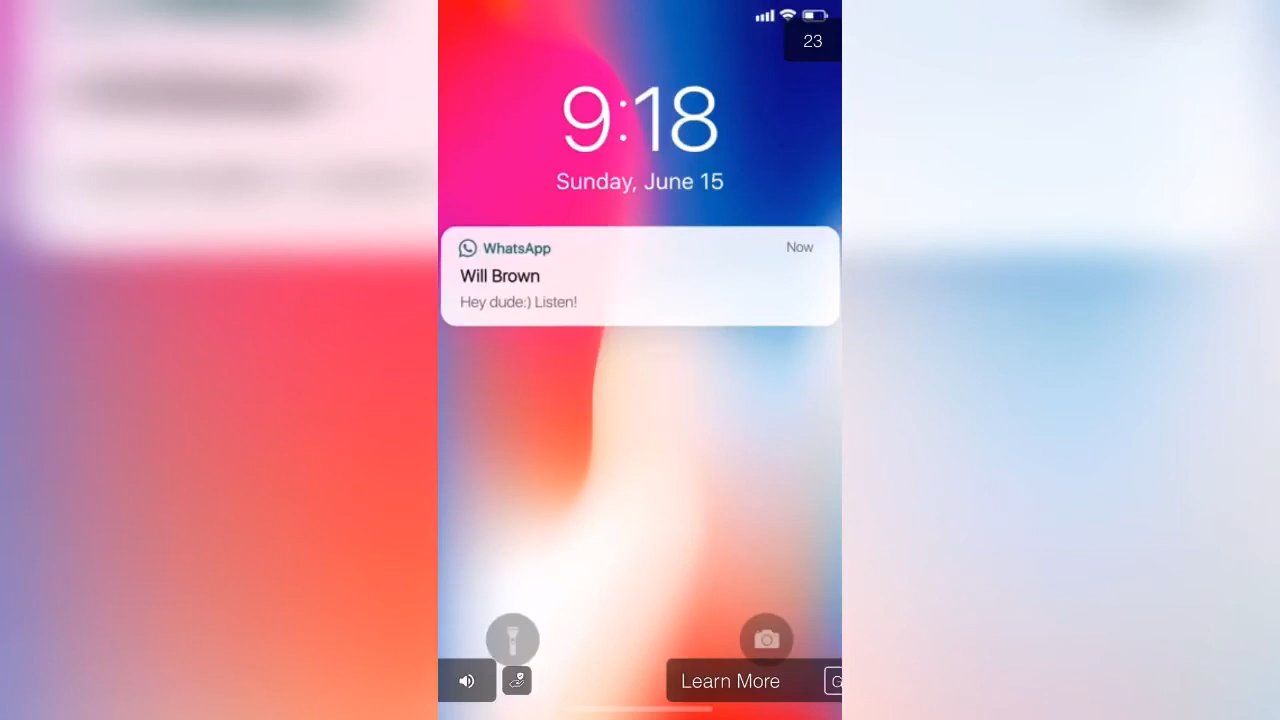 23
9:18
Sunday, June 15
WhatsApp Now
Will Brown
Hey dude:) Listen!
Learn More G